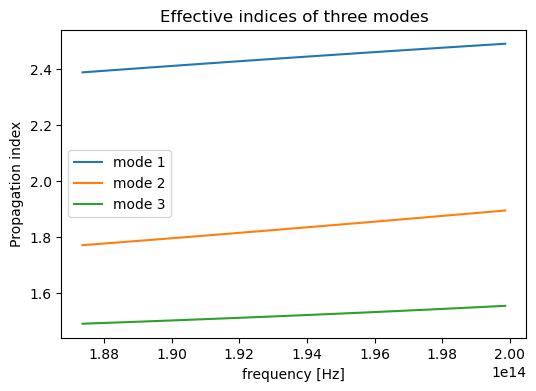 Effective indices of three modes
Propagation index
2.4
2.2
2.0
1.8
1.6
mode 1
mode 2
mode 3
1.88 1.90 1.92 1.94 1.96 1.98 2.00
1e14
frequency [Hz]